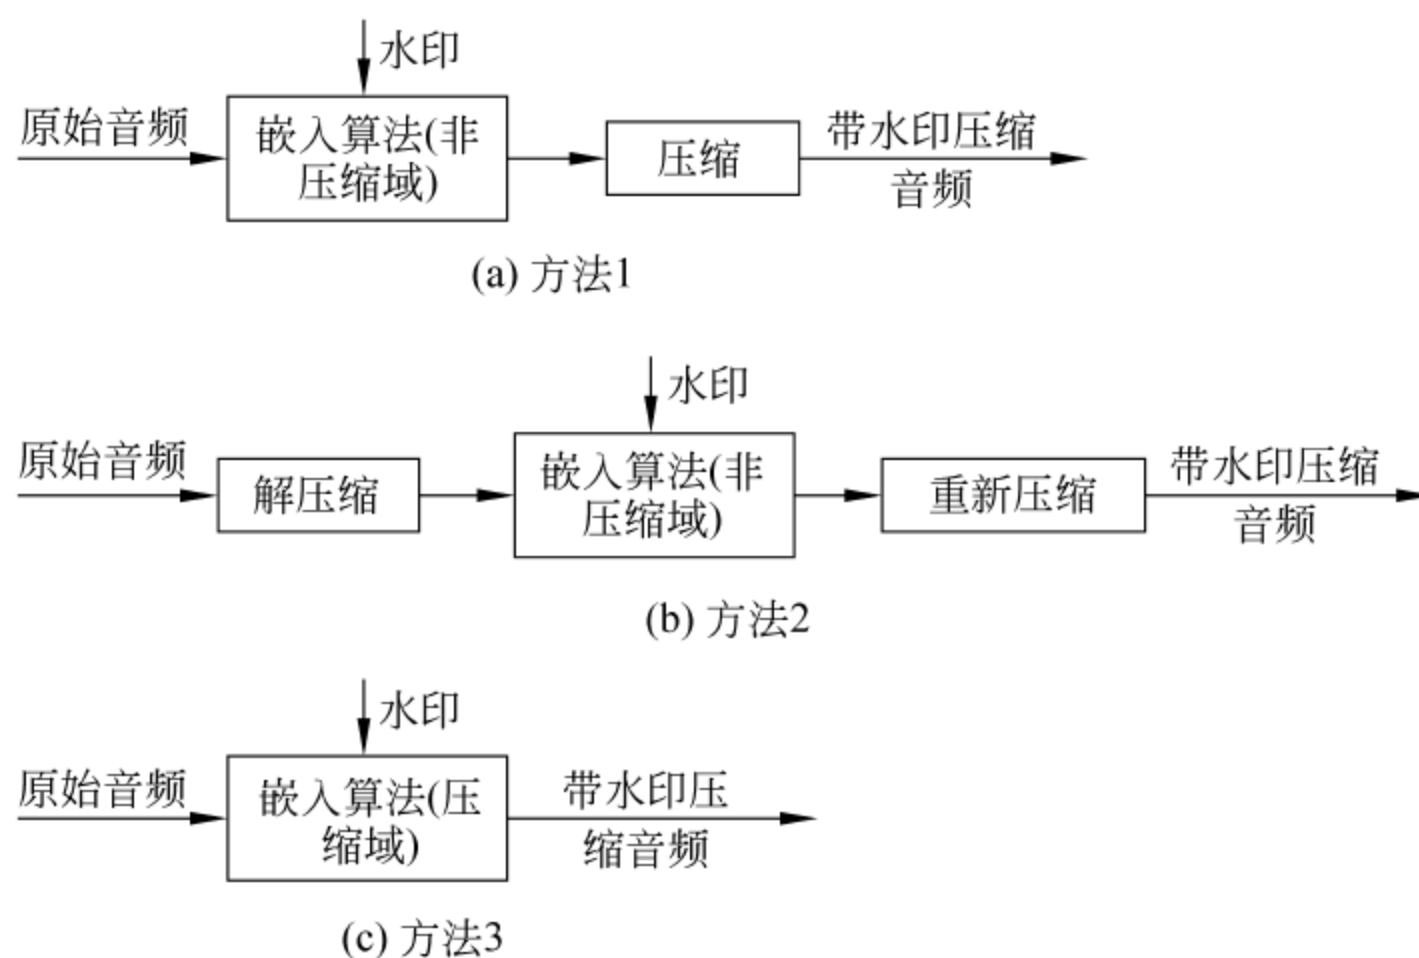 水印
原始音频
嵌入算法(非
压缩域)
压缩
带水印压缩
音频
(a) 方法1
水印
原始音频
解压缩
嵌入算法(非
压缩域)
重新压缩
带水印压缩
音频
(b) 方法2
水印
原始音频
嵌入算法(压
缩域)
带水印压
缩音频
(c) 方法3